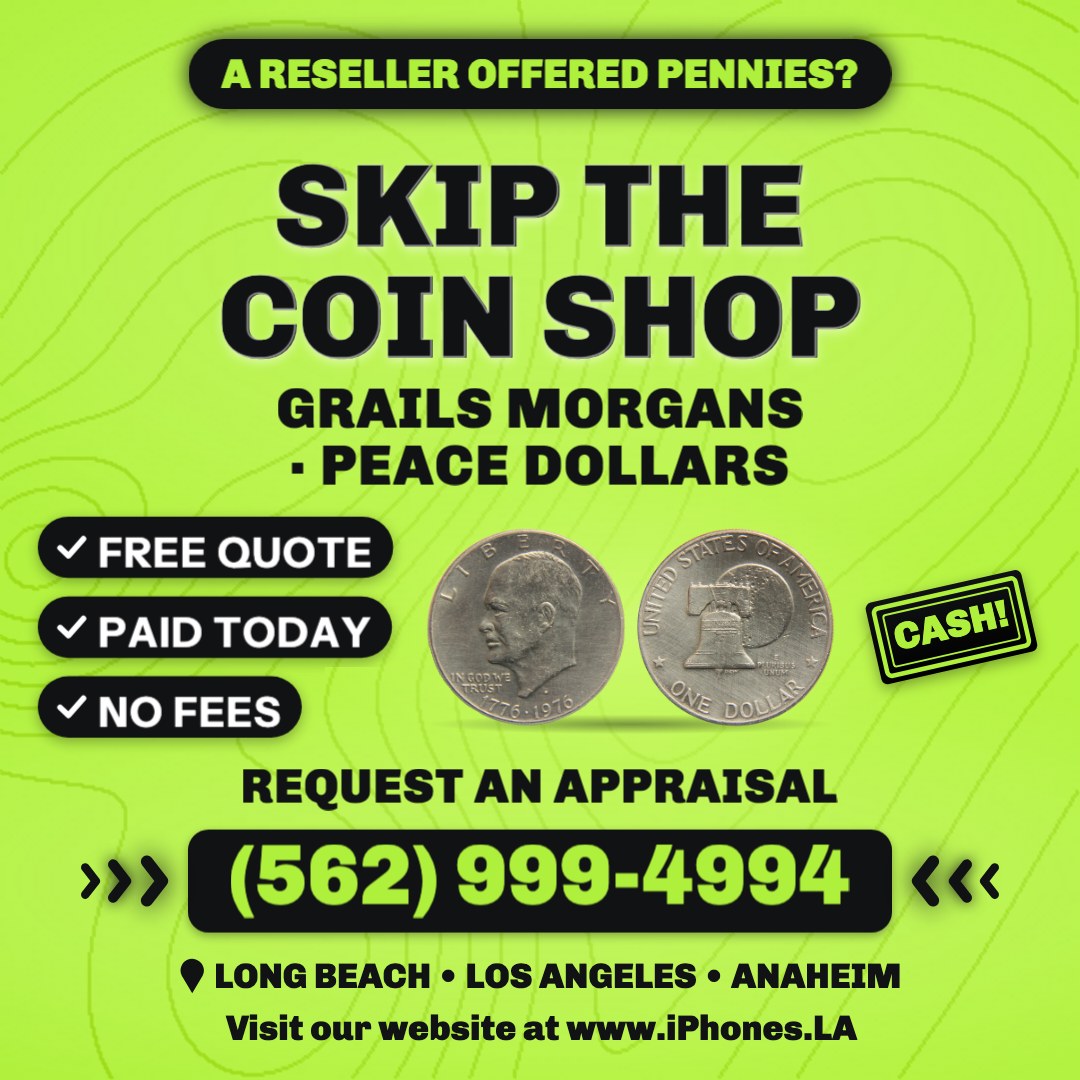 A RESELLER OFFERED PENNIES?
SKIP THE
COIN SHOP
GRAILS MORGANS
· PEACE DOLLARS
✓ FREE QUOTE
✓ PAID TODAY
✓ NO FEES
LIBERTY
IN GOD WE
TRUST
1776·1976
UNITED STATES OF AMERICA
E
PLURIBUS
UNUM
ONE DOLLAR
CASH!
REQUEST AN APPRAISAL
(562) 999-4994
LONG BEACH • LOS ANGELES • ANAHEIM
Visit our website at www.iPhones.LA